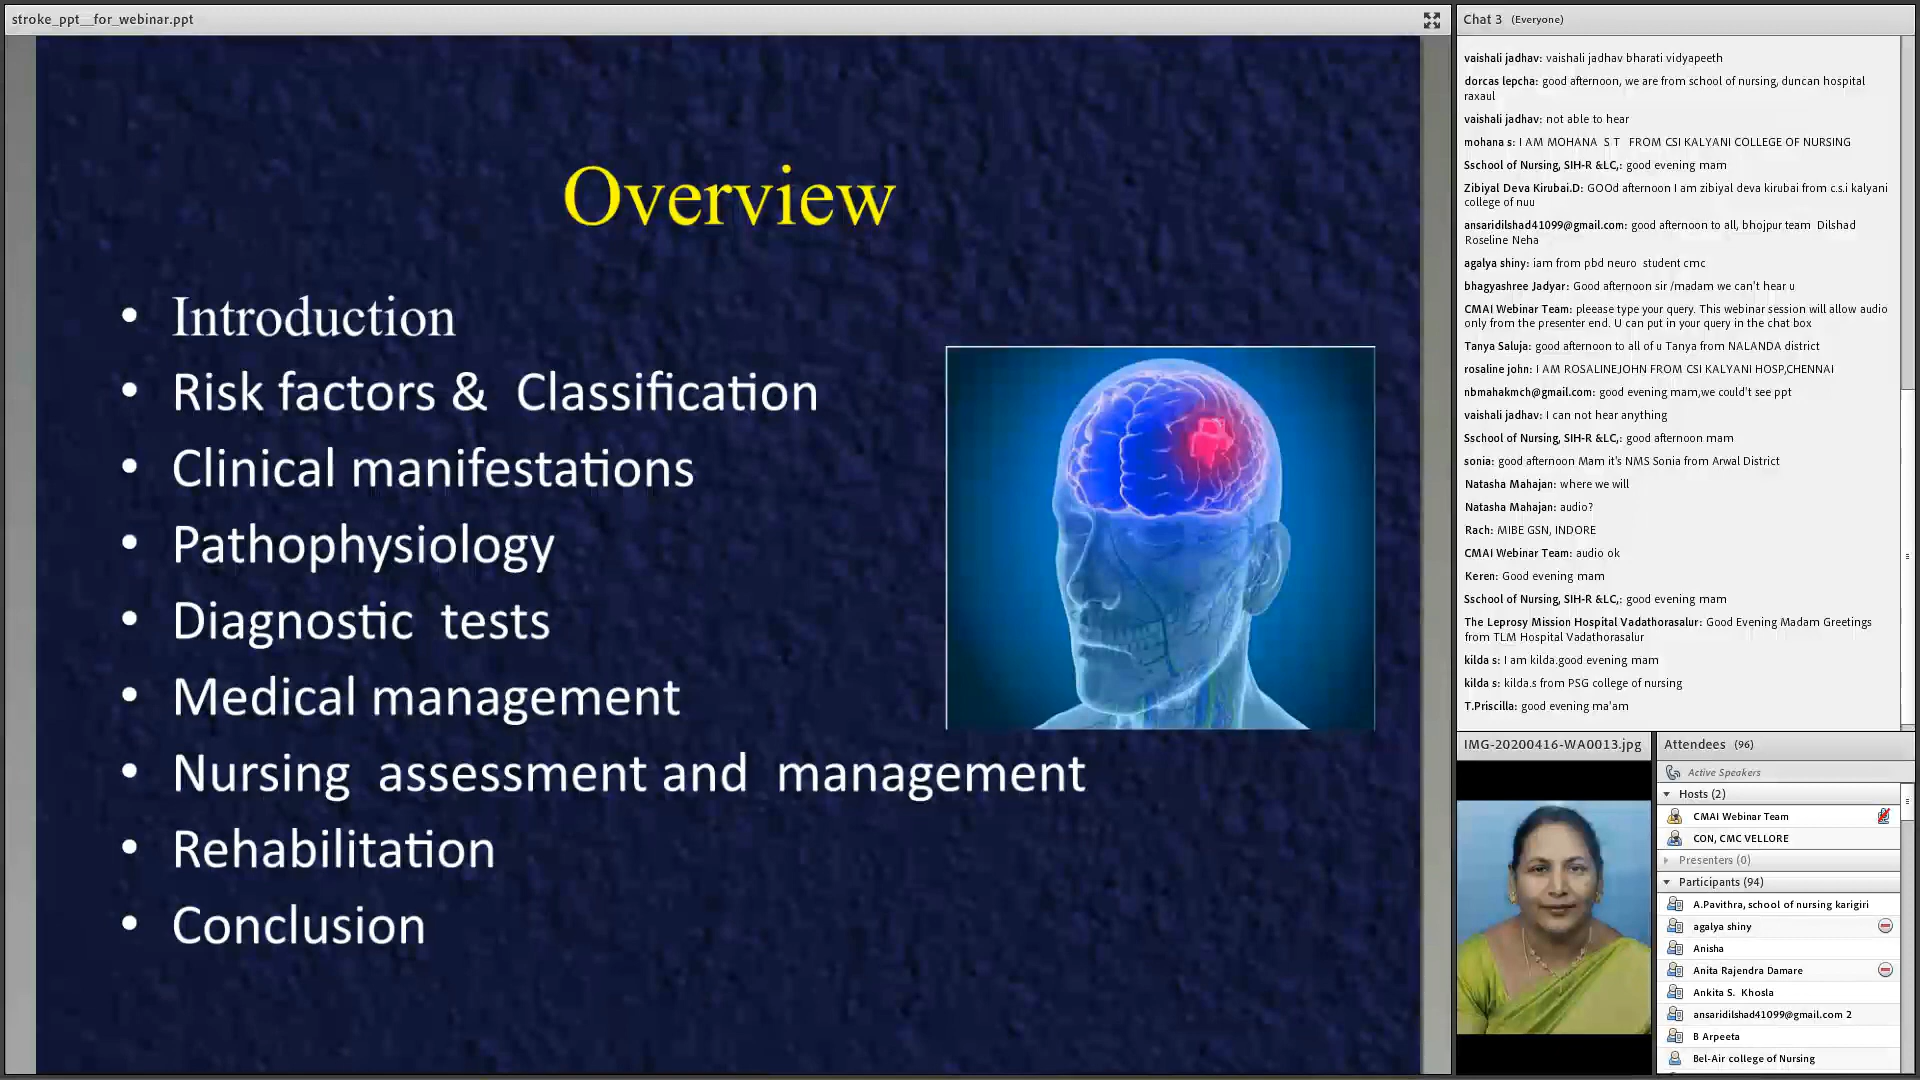 stroke_ppt__for_webinar.ppt
Overview
• Introduction
• Risk factors & Classification
• Clinical manifestations
• Pathophysiology
• Diagnostic tests
• Medical management
• Nursing assessment and management
• Rehabilitation
• Conclusion
Chat 3 (Everyone)
vaishali jadhav: vaishali jadhav bharati vidyapeeth
dorcas lepcha: good afternoon, we are from school of nursing, duncan hospital
raxaul
vaishali jadhav: not able to hear
mohana s: I AM MOHANA S T FROM CSI KALYANI COLLEGE OF NURSING
Sschool of Nursing, SIH-R &LC,: good evening mam
Zibiyal Deva Kirubai.D: GOOd afternoon I am zibiyal deva kirubai from c.s.i kalyani
college of nuu
ansaridilshad41099@gmail.com: good afternoon to all, bhojpur team Dilshad
Roseline Neha
agalya shiny: iam from pbd neuro student cmc
bhagyashree Jadyar: Good afternoon sir /madam we can't hear u
CMAI Webinar Team: pleease type your query. This webinar session will allow audio
only from the presenter end. U can put in your query in the chat box
Tanya Saluja: good afternoon to all of u Tanya from NALANDA district
rosaline john: I AM ROSALINEJOHN FROM CSI KALYANI HOSP,CHENNAI
nbmahakmch@gmail.com: good evening mam,we could't see ppt
vaishali jadhav: I can not hear anything
Sschool of Nursing, SIH-R &LC,: good afternoon mam
sonia: good afternoon Mam it's NMS Sonia from Arwal District
Natasha Mahajan: where we will
Natasha Mahajan: audio?
Rach: MIBE GSN, INDORE
CMAI Webinar Team: audio ok
Keren: Good evening mam
Sschool of Nursing, SIH-R &LC,: good evening mam
The Leprosy Mission Hospital Vadathorasalur: Good Evening Madam Greetings
from TLM Hospital Vadathorasalur
kilda s: I am kilda.good evening mam
kilda s: kilda.s from PSG college of nursing
T.Priscilla: good evening ma'am
IMG-20200416-WA0013.jpg
Attendees (96)
Active Speakers
Hosts (2)
CMAI Webinar Team
CON, CMC VELLORE
Presenters (0)
Participants (94)
A.Pavithra, school of nursing karigiri
agalya shiny
Anisha
Anita Rajendra Damare
Ankita S. Khosla
ansaridilshad41099@gmail.com 2
B Arpeeta
Bel-Air college of Nursing